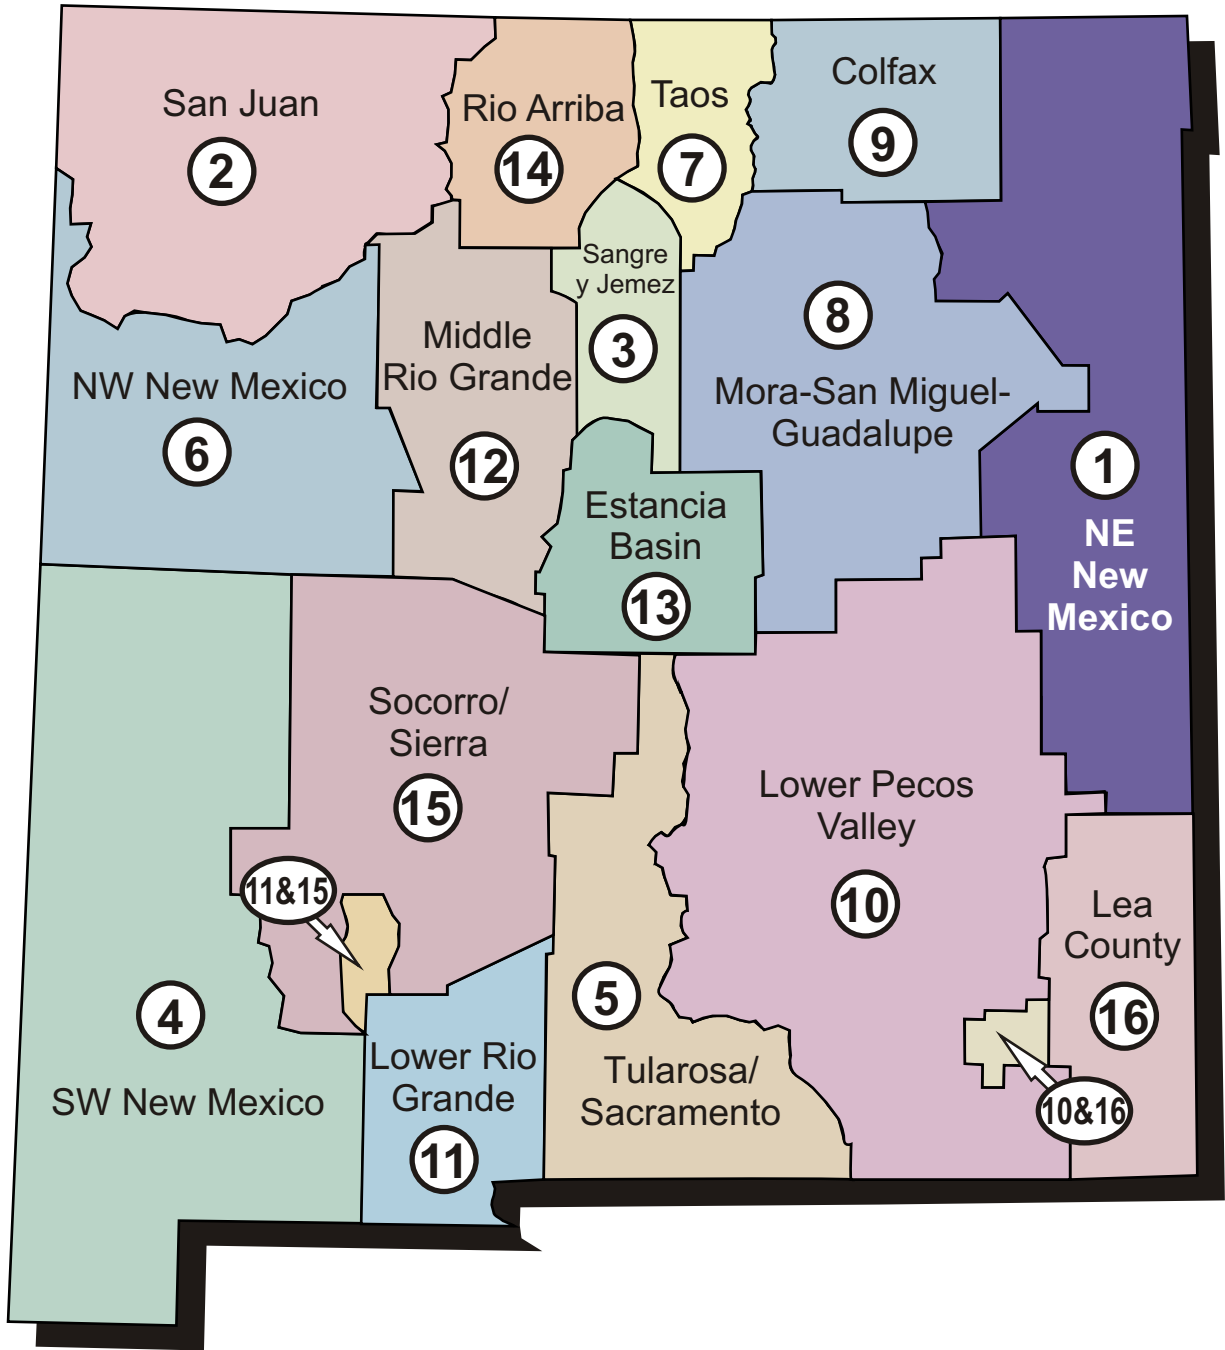 San Juan
2
Rio Arriba
14
Taos
7
Colfax
9
Sangre
y Jemez
3
8
Mora-San Miguel-
Guadalupe
Middle
Rio Grande
12
NW New Mexico
6
1
NE
New
Mexico
Estancia
Basin
13
Socorro/
Sierra
15
11&15
Lower Pecos
Valley
10
Lea
County
16
10&16
5
Tularosa/
Sacramento
4
SW New Mexico
Lower Rio
Grande
11